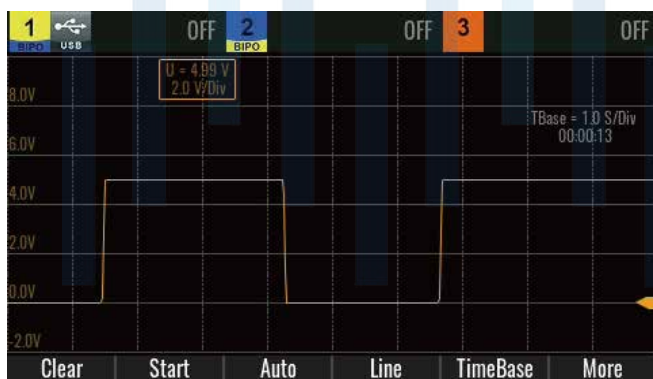 1 USB OFF 2 OFF 3 OFF
BIPO BIPO
U = 4.99 V
2.0 V/Div
8.0V
TBase = 1.0 S/Div
00:00:13
6.0V
4.0V
2.0V
0.0V
-2.0V
Clear Start Auto Line TimeBase More